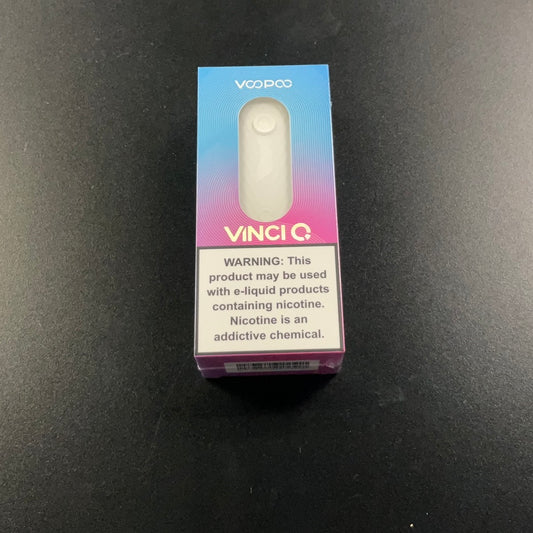 VOOPOO
VINCI Q
WARNING: This
product may be used
with e-liquid products
containing nicotine.
Nicotine is an
addictive chemical.